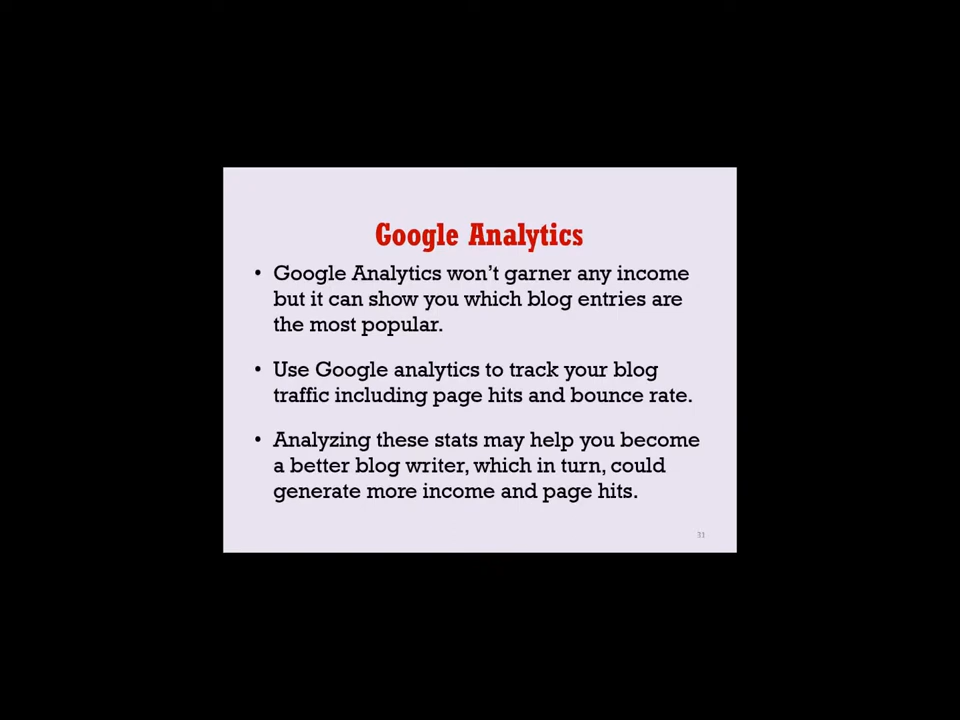 Google Analytics
• Google Analytics won't garner any income
but it can show you which blog entries are
the most popular.
• Use Google analytics to track your blog
traffic including page hits and bounce rate.
• Analyzing these stats may help you become
a better blog writer, which in turn, could
generate more income and page hits.
31